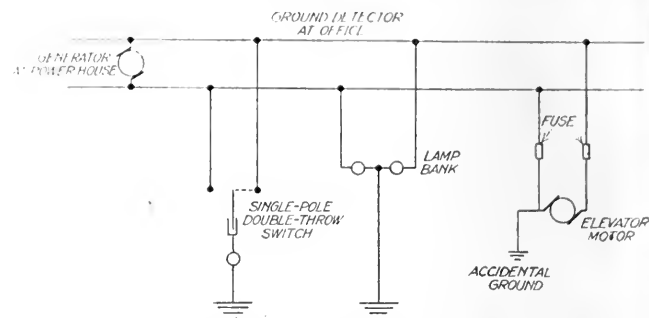 GROUND DETECTOR
AT OFFICE
GENERATOR
AT POWER HOUSE
FUSE
LAMP
BANK
SINGLE-POLE
DOUBLE-THROW
SWITCH
ELEVATOR
MOTOR
ACCIDENTAL
GROUND